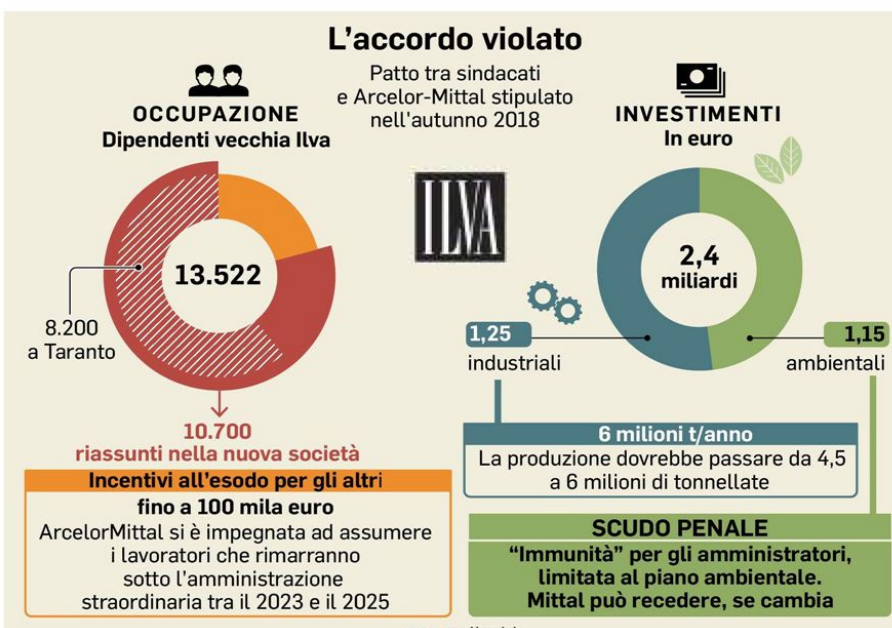 L'accordo violato
Patto tra sindacati
e Arcelor-Mittal stipulato
nell'autunno 2018
OCCUPAZIONE
Dipendenti vecchia Ilva
13.522
8.200
a Taranto
10.700
riassunti nella nuova società
Incentivi all'esodo per gli altri
fino a 100 mila euro
ArcelorMittal si è impegnata ad assumere
i lavoratori che rimarranno
sotto l'amministrazione
straordinaria tra il 2023 e il 2025
ILVA
INVESTIMENTI
In euro
2,4
miliardi
1,25
industriali
1,15
ambientali
6 milioni t/anno
La produzione dovrebbe passare da 4,5
a 6 milioni di tonnellate
SCUDO PENALE
“Immunità” per gli amministratori,
limitata al piano ambientale.
Mittal può recedere, se cambia